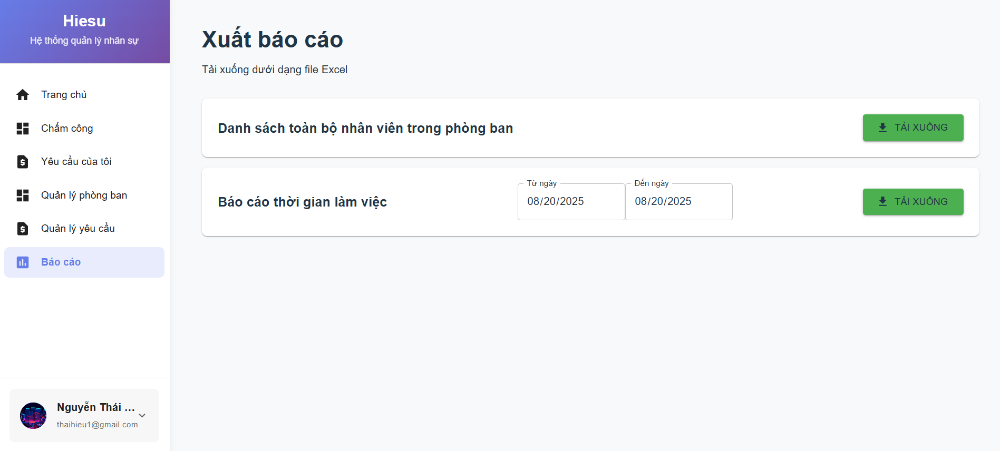 Hiesu
Hệ thống quản lý nhân sự
Trang chủ
Chấm công
Yêu cầu của tôi
Quản lý phòng ban
Quản lý yêu cầu
Báo cáo
Nguyễn Thái ...
thaihieu1@gmail.com
Xuất báo cáo
Tải xuống dưới dạng file Excel
Danh sách toàn bộ nhân viên trong phòng ban
TẢI XUỐNG
Báo cáo thời gian làm việc
Từ ngày
08/20/2025
Đến ngày
08/20/2025
TẢI XUỐNG